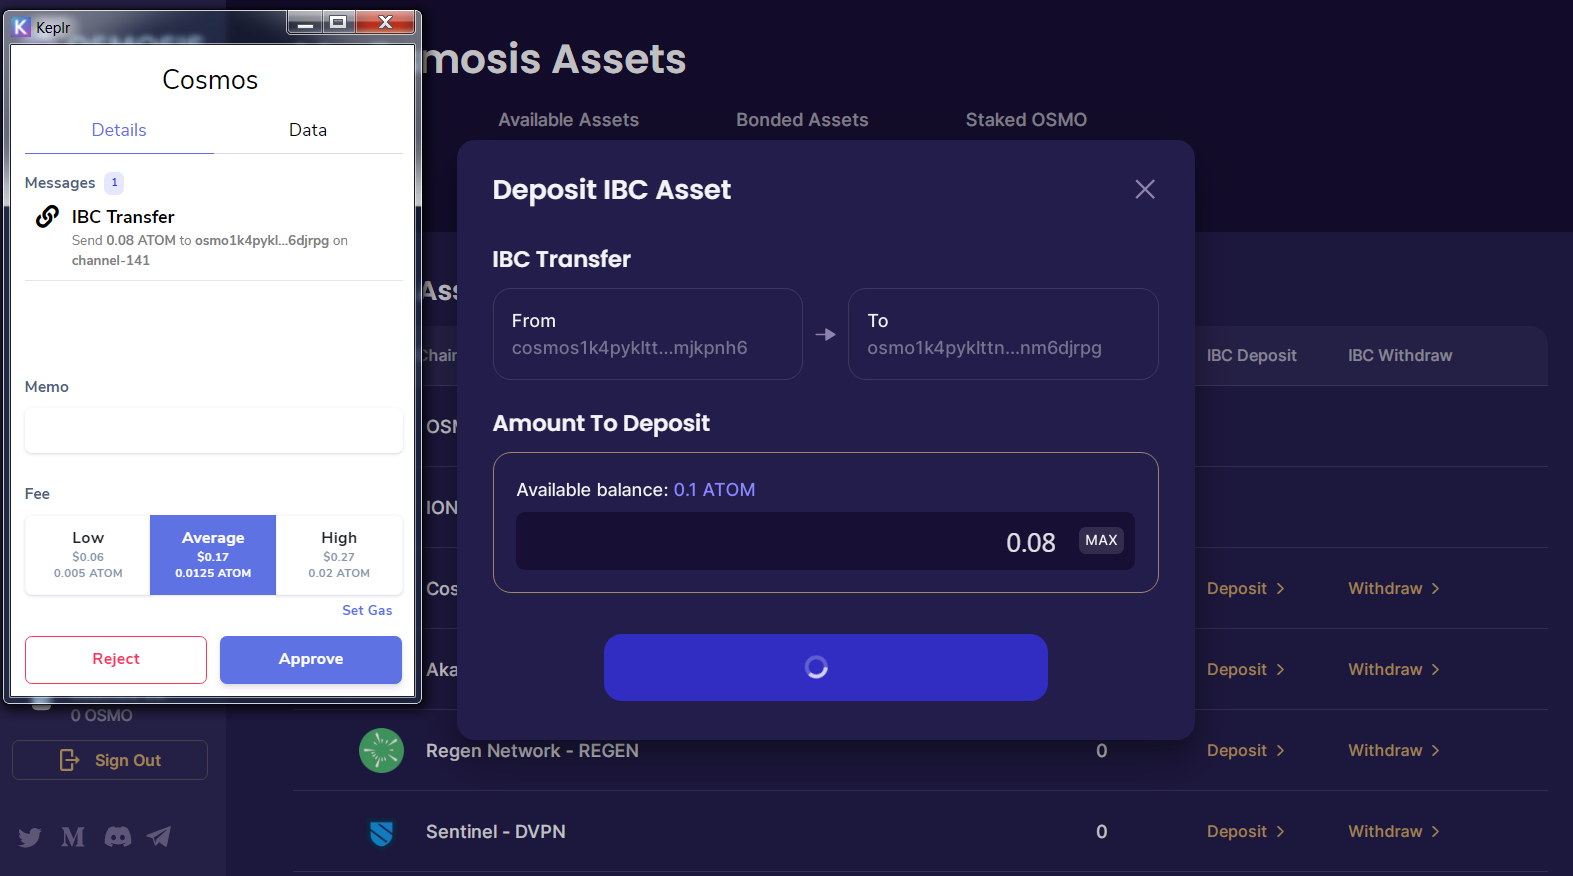 Keplr
Cosmos
Details
Data
Messages 1
IBC Transfer
Send 0.08 ATOM to osmo1k4pykl...6djrpg on
channel-141
Memo
Fee
Low
$0.06
0.005 ATOM
Average
$0.17
0.0125 ATOM
High
$0.27
0.02 ATOM
Set Gas
Reject
Approve
0 OSMO
Sign Out
mosis Assets
Available Assets
Bonded Assets
Staked OSMO
Deposit IBC Asset
IBC Transfer
From
cosmos1k4pykltt...mjkpnh6
To
osmo1k4pyklttn...nm6djrpg
Amount To Deposit
Available balance: 0.1 ATOM
0.08 MAX
Ass
Chain
IBC Deposit
IBC Withdraw
OSM
ION
Cos
Deposit
Withdraw
Aka
Deposit
Withdraw
Regen Network - REGEN
0
Deposit
Withdraw
Sentinel - DVPN
0
Deposit
Withdraw